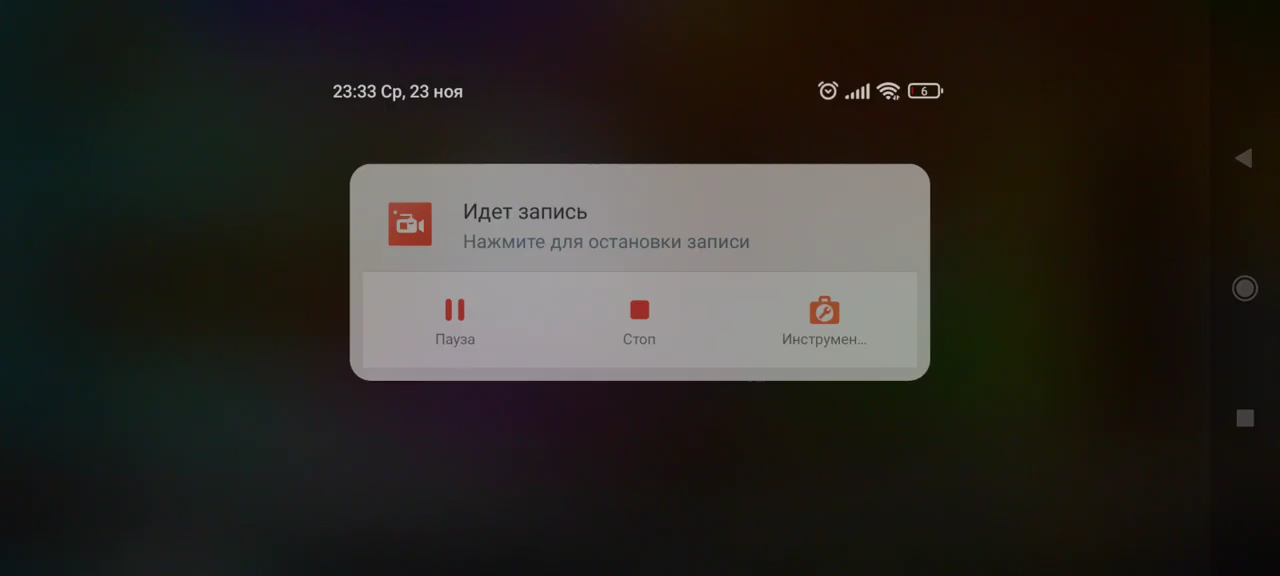 23:33 Ср, 23 ноя
6
Идет запись
Нажмите для остановки записи
Пауза
Стоп
Инструмен...